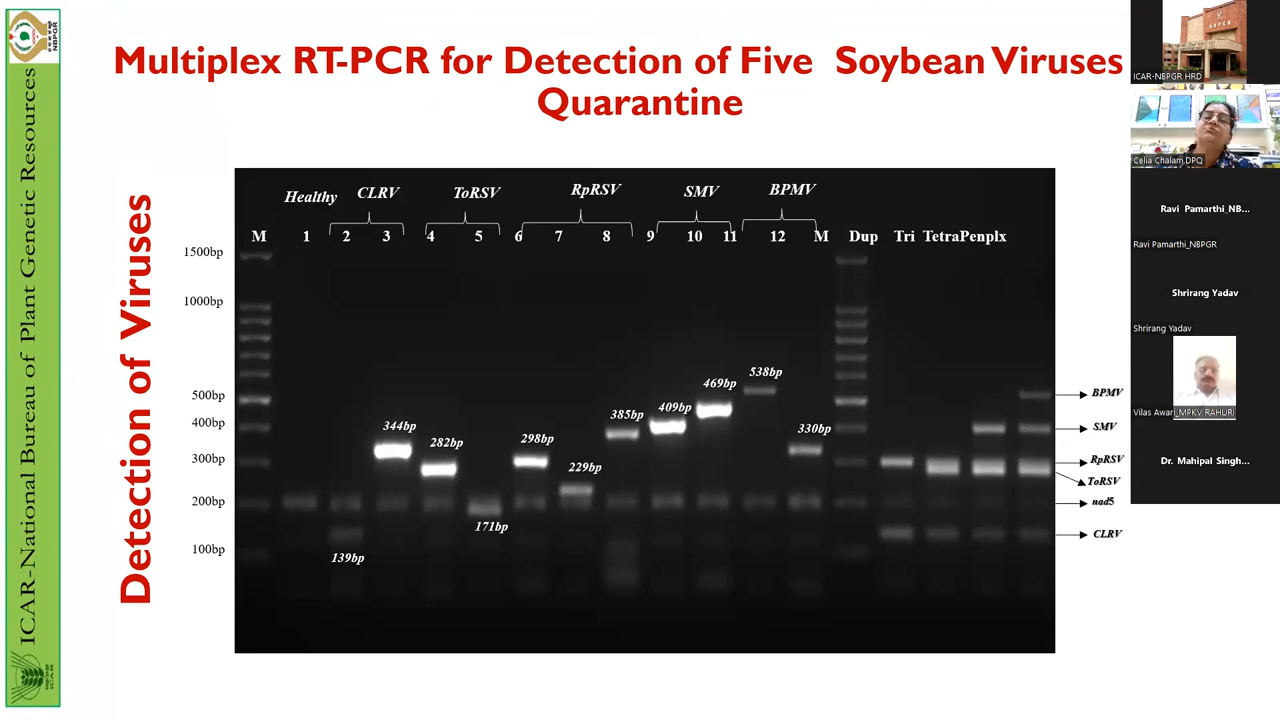 Multiplex RT-PCR for Detection of Five Soybean Viruses
Quarantine
NBPGR
ICAR-National Bureau of Plant Genetic Resources
Detection of Viruses
Healthy CLRV ToRSV RpRSV SMV BPMV
M 1 2 3 4 5 6 7 8 9 10 11 12 M Dup Tri TetraPenplx
1500bp
1000bp
500bp
400bp
300bp
200bp
100bp
538bp
469bp
409bp
385bp
344bp
330bp
282bp
298bp
229bp
171bp
139bp
BPMV
SMV
RpRSV
ToRSV
nad5
CLRV
NBPGR
ICAR-NBPGR HRD
Celia Chalam,DPQ
Ravi Pamarthi_NB...
Ravi Pamarthi_NBPGR
Shrirang Yadav
Shrirang Yadav
Vilas Awari_MPKV RAHURI
Dr. Mahipal Singh...